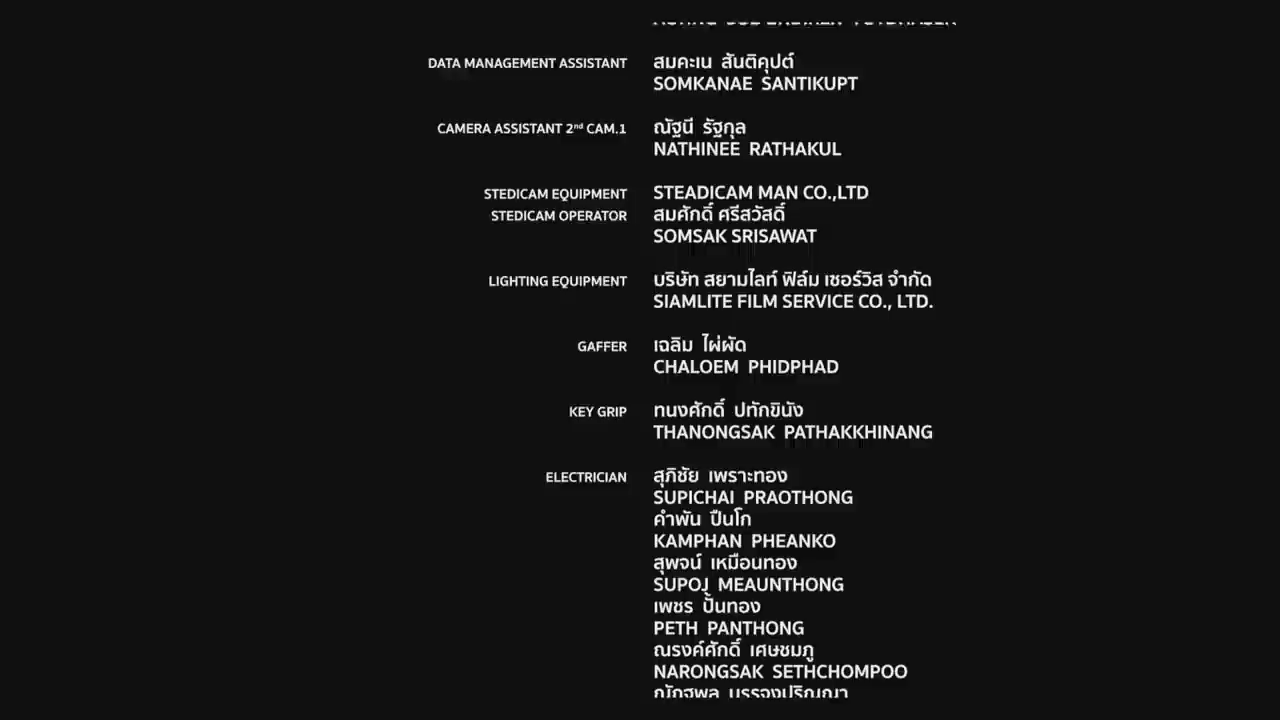 DATA MANAGEMENT ASSISTANT สมคะเน สันติคุปต์
SOMKANAE SANTIKUPT
CAMERA ASSISTANT 2nd CAM.1 ณัฐนี รัฐกุล
NATHINEE RATHAKUL
STEDICAM EQUIPMENT STEADICAM MAN CO.,LTD
STEDICAM OPERATOR สมศักดิ์ ศรีสวัสดิ์
SOMSAK SRISAWAT
LIGHTING EQUIPMENT บริษัท สยามไลท์ ฟิล์ม เซอร์วิส จำกัด
SIAMLITE FILM SERVICE CO., LTD.
GAFFER เฉลิม ไผ่ผัด
CHALOEM PHIDPHAD
KEY GRIP ทนงศักดิ์ ปทักขินัง
THANONGSAK PATHAKKHINANG
ELECTRICIAN สุภิชัย เพราะทอง
SUPICHAI PRAOTHONG
คำพัน ปืนโก
KAMPHAN PHEANKO
สุพจน์ เหมือนทอง
SUPOJ MEAUNTHONG
เพชร ปั้นทอง
PETH PANTHONG
ณรงค์ศักดิ์ เศษชมภู
NARONGSAK SETHCHOMPOO